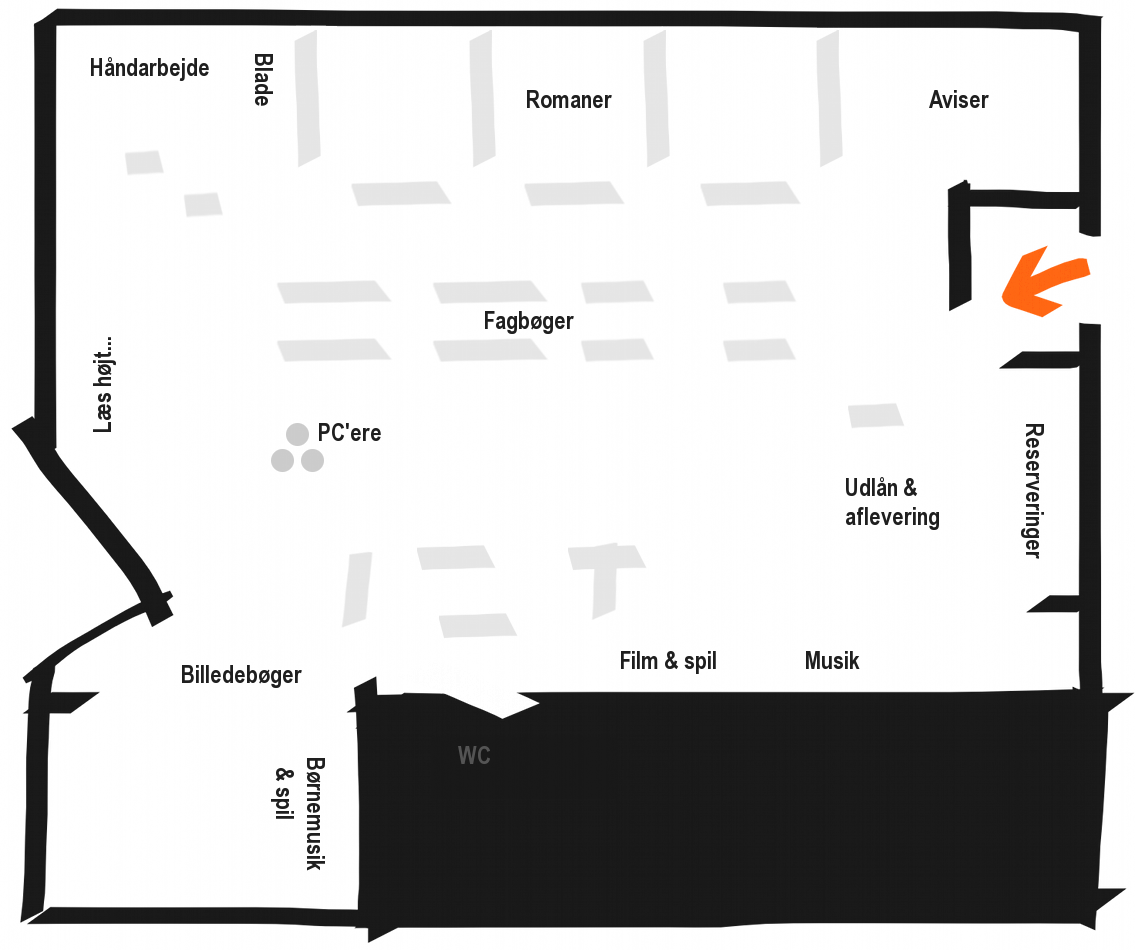 Håndarbejde
Blade
Romaner
Aviser
Fagbøger
Læs højt...
PC'ere
Reserveringer
Udlån &
aflevering
Film & spil
Musik
Billedebøger
WC
Børnemusik
& spil